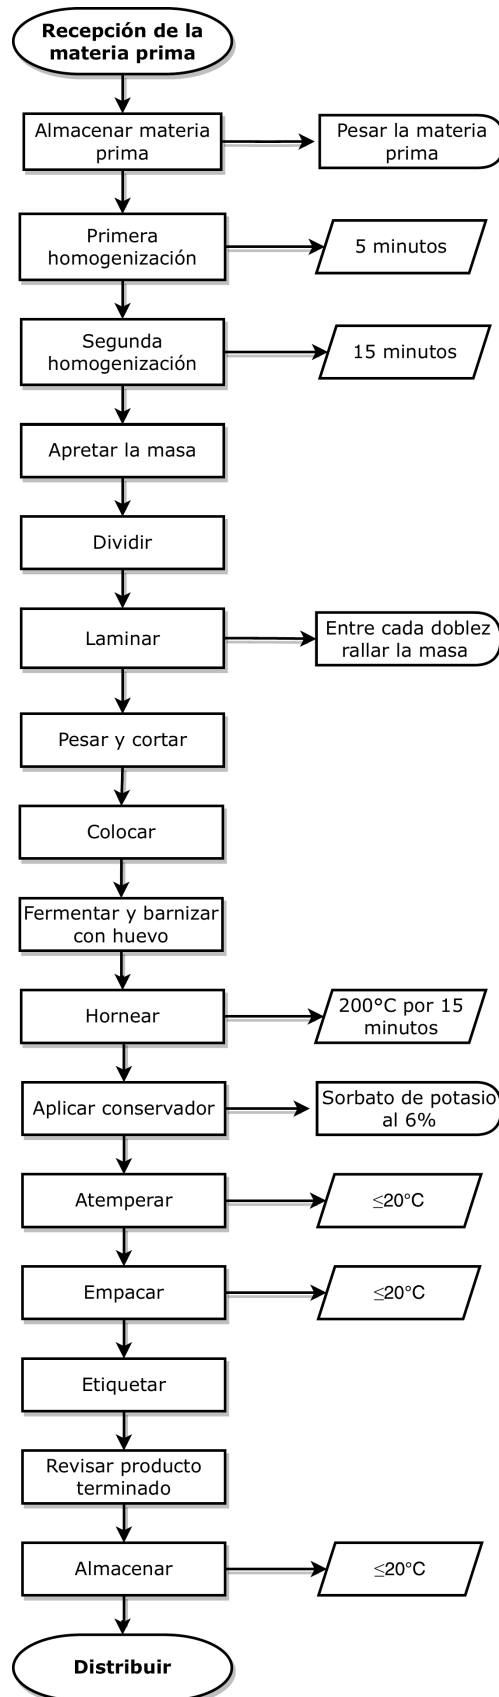 Recepción de la
materia prima
Almacenar materia
prima
Pesar la materia
prima
Primera
homogenización
5 minutos
Segunda
homogenización
15 minutos
Apretar la masa
Dividir
Laminar
Entre cada doblez
rallar la masa
Pesar y cortar
Colocar
Fermentar y barnizar
con huevo
Hornear
200°C por 15
minutos
Aplicar conservador
Sorbato de potasio
al 6%
Atemperar
≤20°C
Empacar
≤20°C
Etiquetar
Revisar producto
terminado
Almacenar
≤20°C
Distribuir